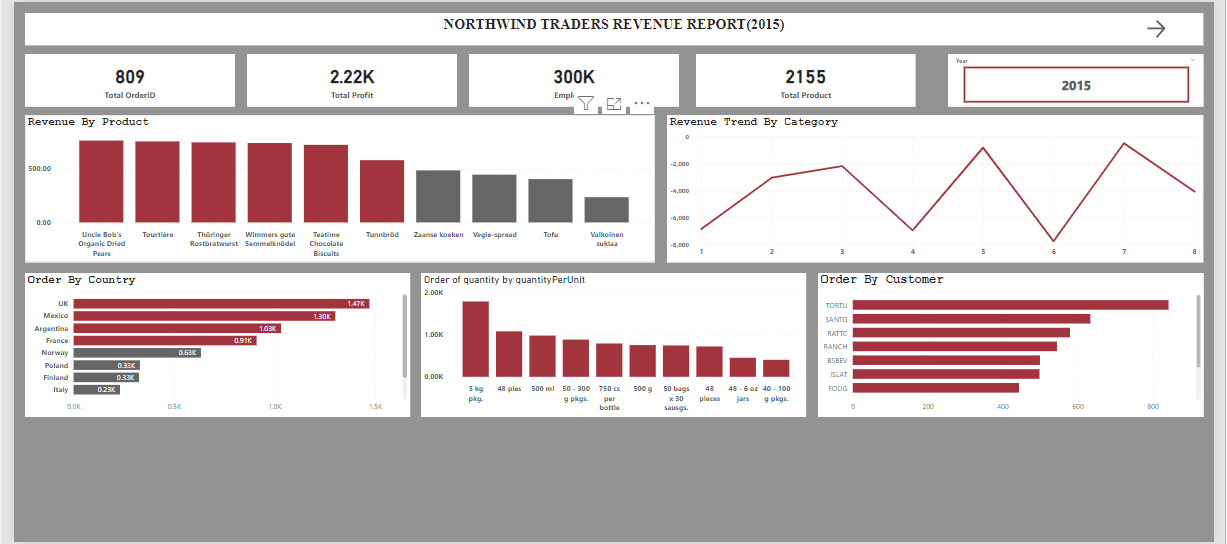 NORTHWIND TRADERS REVENUE REPORT(2015)
809
Total OrderID
2.22K
Total Profit
300K
Empl
2155
Total Product
Year
2015
Revenue By Product
500.00
0.00
Uncle Bob's
Organic Dried
Pears
Tourtière
Thüringer
Rostbratwurst
Wimmers gute
Semmelknödel
Teatime
Chocolate
Biscuits
Tunnbröd
Zaanse koeken
Vegie-spread
Tofu
Valkoinen
suklaa
Revenue Trend By Category
0
-2,000
-4,000
-6,000
-8,000
1 2 3 4 5 6 7 8
Order By Country
UK 1.47K
Mexico 1.30K
Argentina 1.03K
France 0.91K
Norway 0.63K
Poland 0.33K
Finland 0.33K
Italy 0.23K
0.0K 0.5K 1.0K 1.5K
Order of quantity by quantityPerUnit
2.00K
1.00K
0.00K
5 kg
pkg.
48 pies
500 ml
50 - 300
g pkgs.
750 cc
per
bottle
500 g
50 bags
x 30
sausgs.
48
pieces
48 - 6 oz
jars
40 - 100
g pkgs.
Order By Customer
TORTU
SANTG
RATTC
RANCH
BSBEV
ISLAT
FOLIG
0 200 400 600 800